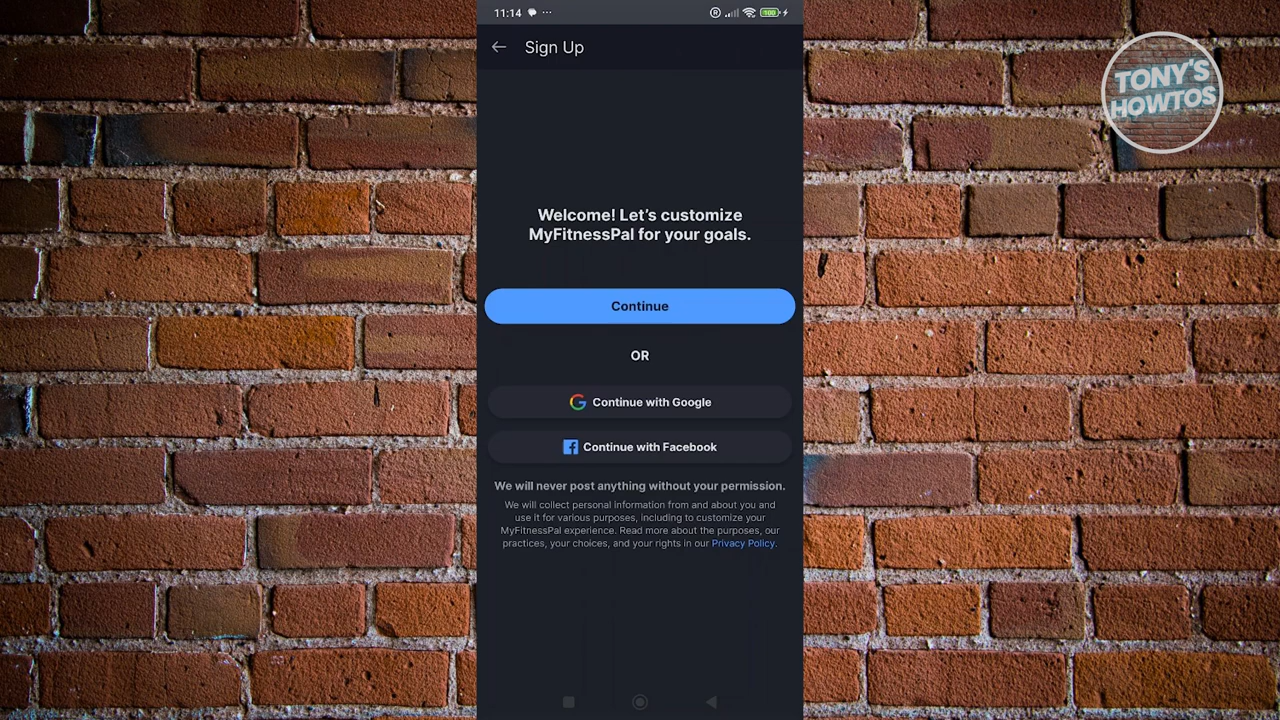 11:14
100
Sign Up
TONY'S
HOWTOS
Welcome! Let's customize
MyFitnessPal for your goals.
Continue
OR
Continue with Google
Continue with Facebook
We will never post anything without your permission.
We will collect personal information from and about you and
use it for various purposes, including to customize your
MyFitnessPal experience. Read more about the purposes, our
practices, your choices, and your rights in our Privacy Policy.